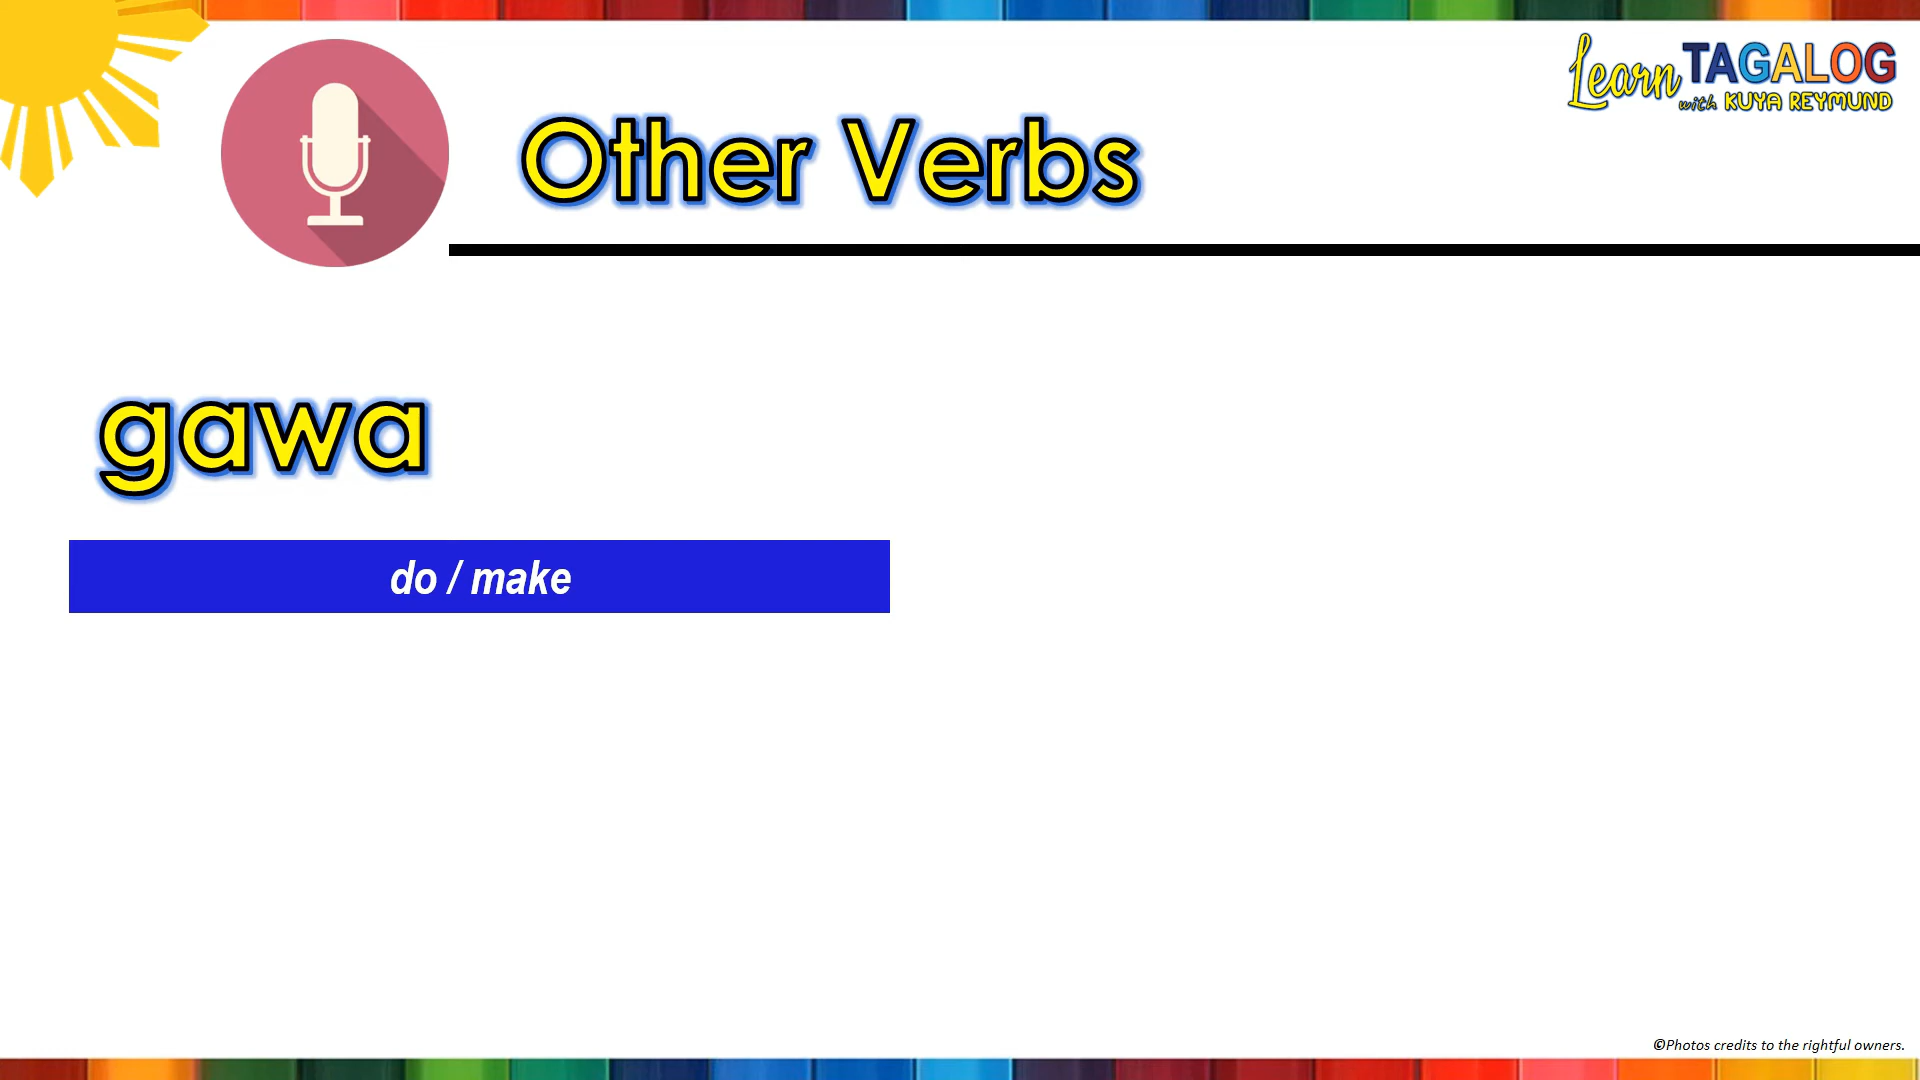 Learn TAGALOG
with KUYA REYMUND
Other Verbs
gawa
do / make
©Photos credits to the rightful owners.